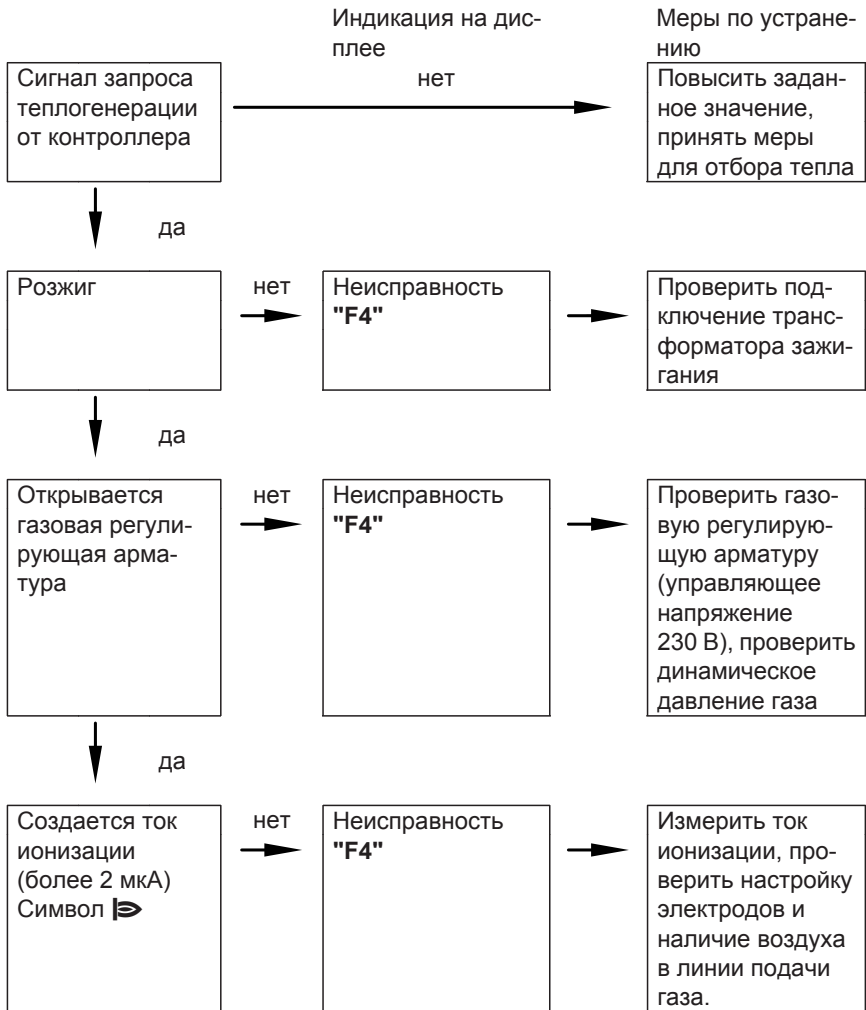 Индикация на дис-
плее
Меры по устране-
нию
Сигнал запроса
теплогенерации
от контроллера
нет
Повысить задан-
ное значение,
принять меры
для отбора тепла
да
Розжиг
нет
Неисправность
"F4"
Проверить под-
ключение транс-
форматора зажи-
гания
да
Открывается
газовая регули-
рующая арма-
тура
нет
Неисправность
"F4"
Проверить газо-
вую регулирую-
щую арматуру
(управляющее
напряжение
230 В), проверить
динамическое
давление газа
да
Создается ток
ионизации
(более 2 мкА)
Символ
нет
Неисправность
"F4"
Измерить ток
ионизации, про-
верить настройку
электродов и
наличие воздуха
в линии подачи
газа.